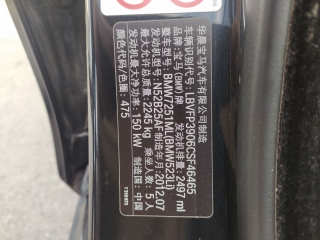 华晨宝马汽车有限公司制造
车辆识别代号: LBVFP3906CSF46465
品牌: 宝马(BMW)牌 发动机排量: 2497 ml
整车型号: BMW7251ML(BMW523Li)
发动机型号: N52B25AF 制造年月: 2012.07
最大允许总质量: 2245 kg 乘坐人数: 5人
发动机最大净功率: 150 kW 制造国: 中国
颜色代码/色圈: 475